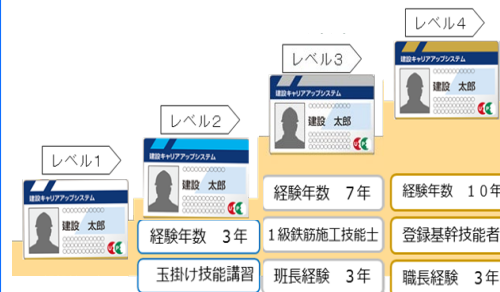 レベル4
レベル3
レベル2
レベル1
建設キャリアアップシステム
建設 太郎
建設キャリアアップシステム
建設 太郎
建設キャリアアップシステム
建設 太郎
建設キャリアアップシステム
建設 太郎
経験年数 3年
玉掛け技能講習
経験年数 7年
1級鉄筋施工技能士
班長経験 3年
経験年数 10年
登録基幹技能者
職長経験 3年